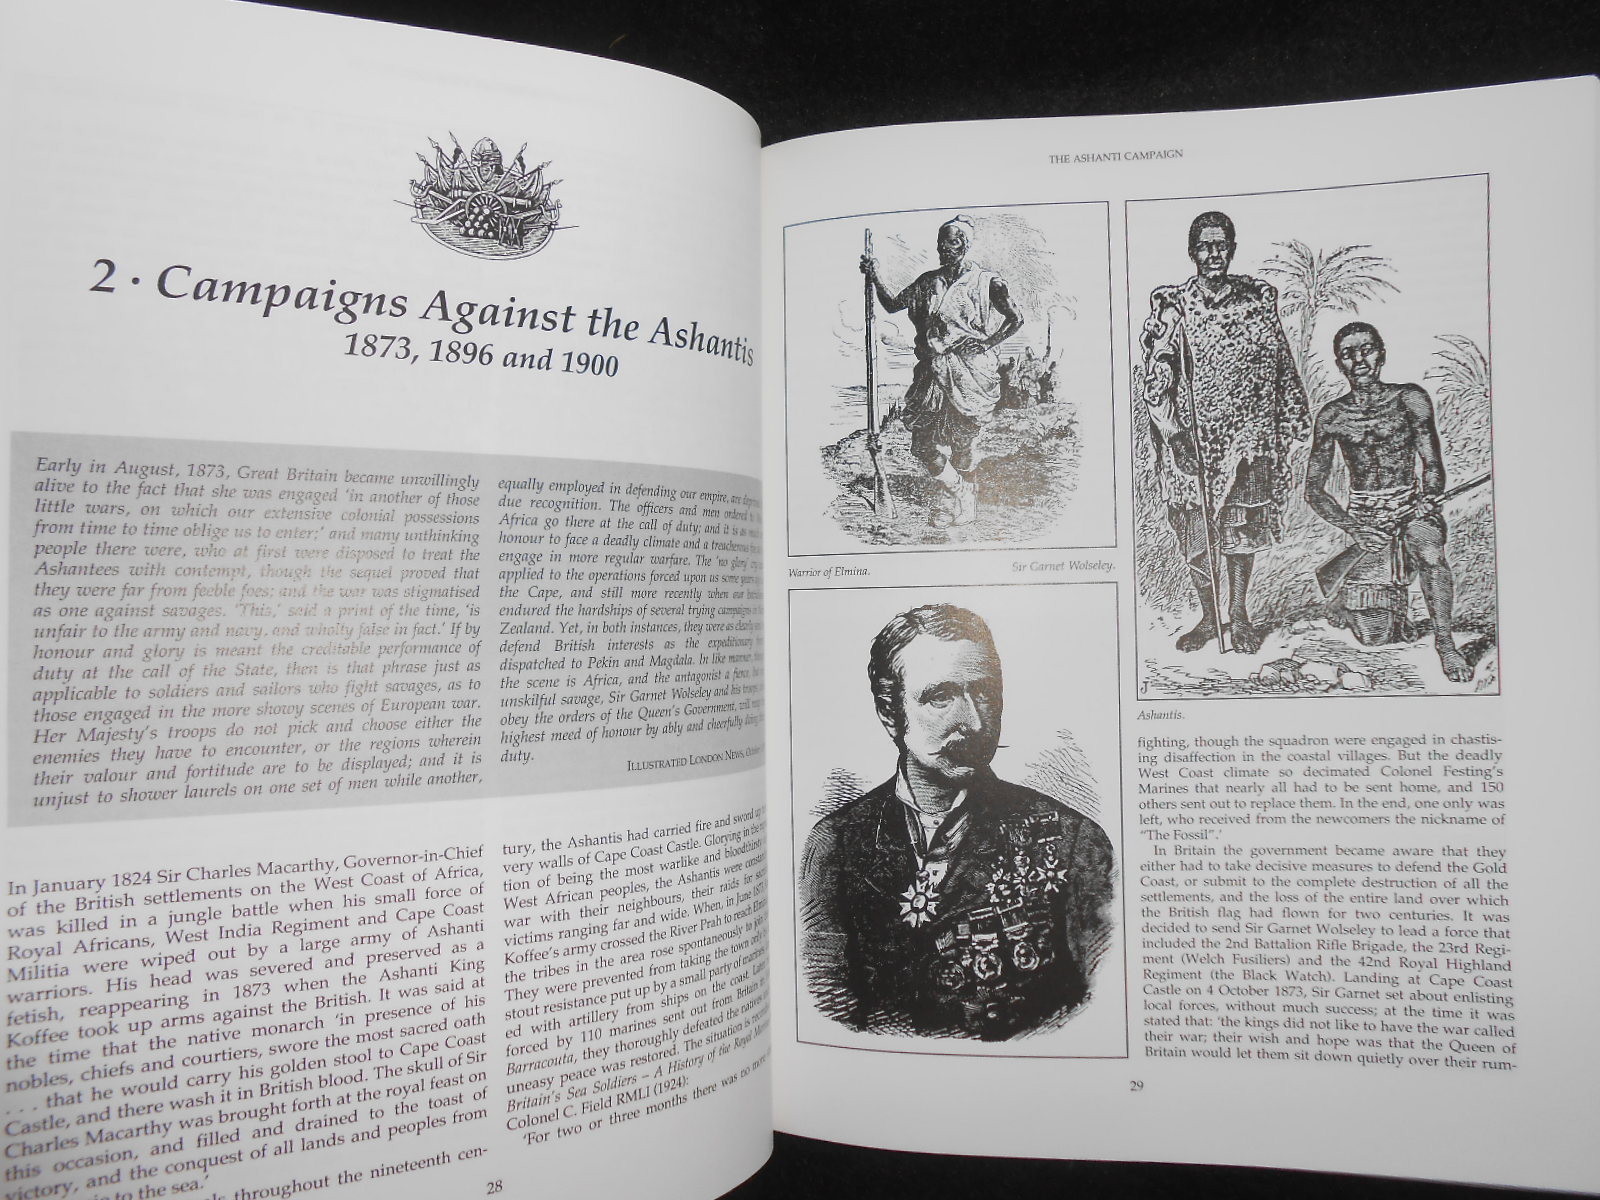 2 · Campaigns Against the Ashantis
1873, 1896 and 1900
Early in August, 1873, Great Britain became unwillingly
alive to the fact that she was engaged ‘in another of those
little wars, on which our extensive colonial possessions
from time to time oblige us to enter;’ and many unthinking
people there were, who at first were disposed to treat the
Ashantees with contempt, though the sequel proved that
they were far from feeble foes; and the war was stigmatised
as one against savages. ‘This,’ said a print of the time, ‘is
unfair to the army and navy, and wholly false in fact.’ If by
honour and glory is meant the creditable performance of
duty at the call of the State, then is that phrase just as
applicable to soldiers and sailors who fight savages, as to
those engaged in the more showy scenes of European war.
Her Majesty’s troops do not pick and choose either the
enemies they have to encounter, or the regions wherein
their valour and fortitude are to be displayed; and it is
unjust to shower laurels on one set of men while another,
equally employed in defending our empire, are
due recognition. The officers and men ordered
Africa go there at the call of duty; and it is as
honour to face a deadly climate and a treacherous
engage in more regular warfare. The ‘no glory’
applied to the operations forced upon us some
the Cape, and still more recently when our
endured the hardships of several trying campaigns
Zealand. Yet, in both instances, they were as clearly
defend British interests as the expeditionary
dispatched to Pekin and Magdala. In like manner,
the scene is Africa, and the antagonist a fierce,
unskilful savage, Sir Garnet Wolseley and his troops
obey the orders of the Queen’s Government, will
highest meed of honour by ably and cheerfully doing
duty.
ILLUSTRATED LONDON NEWS,
In January 1824 Sir Charles Macarthy, Governor-in-Chief
of the British settlements on the West Coast of Africa,
was killed in a jungle battle when his small force of
Royal Africans, West India Regiment and Cape Coast
Militia were wiped out by a large army of Ashanti
warriors. His head was severed and preserved as a
fetish, reappearing in 1873 when the Ashanti King
Koffee took up arms against the British. It was said at
the time that the native monarch ‘in presence of his
nobles, chiefs and courtiers, swore the most sacred oath
. . . that he would carry his golden stool to Cape Coast
Castle, and there wash it in British blood. The skull of Sir
Charles Macarthy was brought forth at the royal feast on
this occasion, and filled and drained to the toast of
victory, and the conquest of all lands and peoples from
to the sea.’
throughout the nineteenth cen-
tury, the Ashantis had carried fire and sword up
very walls of Cape Coast Castle. Glorying in the
tion of being the most warlike and bloodthirsty
West African peoples, the Ashantis were
war with their neighbours, their raids for
victims ranging far and wide. When, in June 1873,
Koffee’s army crossed the River Prah to reach Elmina
the tribes in the area rose spontaneously to join
They were prevented from taking the town only
stout resistance put up by a small party of marines
ed with artillery from ships on the coast. Later,
forced by 110 marines sent out from Britain in
Barracouta, they thoroughly defeated the natives
uneasy peace was restored. The situation is
Britain’s Sea Soldiers – A History of the Royal Marines
Colonel C. Field RMLI (1924):
‘For two or three months there was no more
28
THE ASHANTI CAMPAIGN
Warrior of Elmina.
Sir Garnet Wolseley.
Ashantis.
fighting, though the squadron were engaged in chastis-
ing disaffection in the coastal villages. But the deadly
West Coast climate so decimated Colonel Festing’s
Marines that nearly all had to be sent home, and 150
others sent out to replace them. In the end, one only was
left, who received from the newcomers the nickname of
“The Fossil”.’
In Britain the government became aware that they
either had to take decisive measures to defend the Gold
Coast, or submit to the complete destruction of all the
settlements, and the loss of the entire land over which
the British flag had flown for two centuries. It was
decided to send Sir Garnet Wolseley to lead a force that
included the 2nd Battalion Rifle Brigade, the 23rd Regi-
ment (Welch Fusiliers) and the 42nd Royal Highland
Regiment (the Black Watch). Landing at Cape Coast
Castle on 4 October 1873, Sir Garnet set about enlisting
local forces, without much success; at the time it was
stated that: ‘the kings did not like to have the war called
their war; their wish and hope was that the Queen of
Britain would let them sit down quietly over their rum-
29